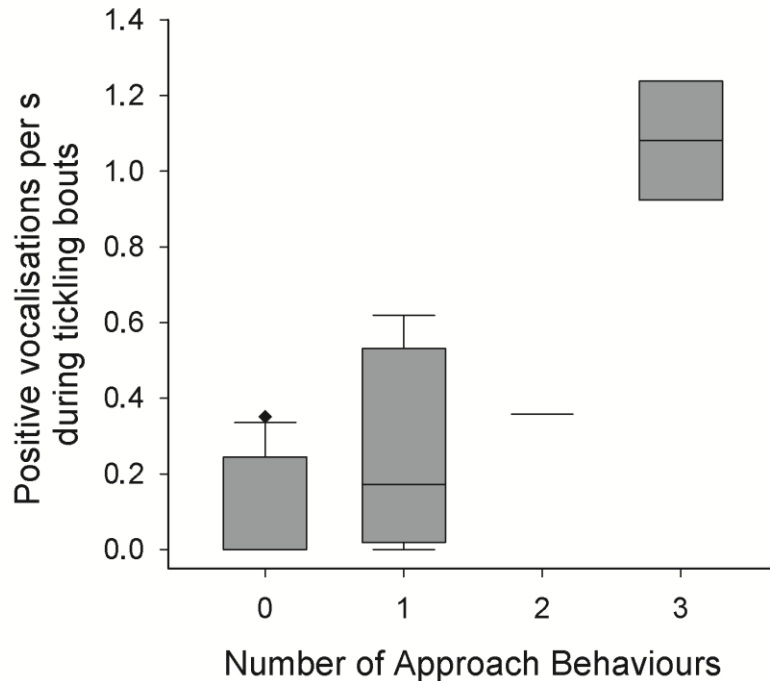 Positive vocalisations per s
during tickling bouts
1.4
1.2
1.0
0.8
0.6
0.4
0.2
0.0
0 1 2 3
Number of Approach Behaviours